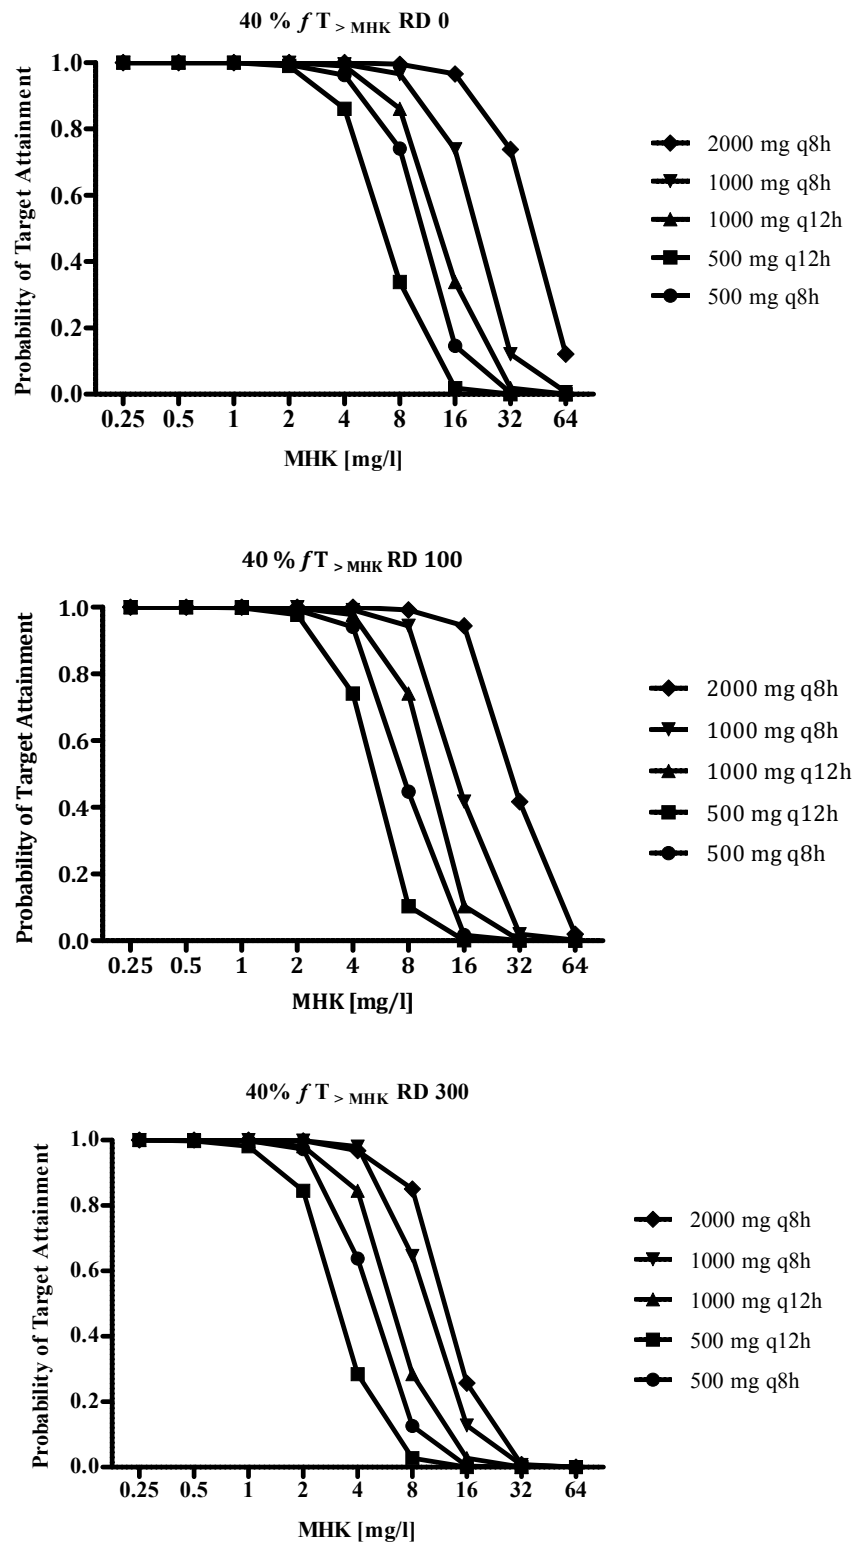 40 % f T > MHK RD 0
Probability of Target Attainment
1.0
0.8
0.6
0.4
0.2
0.0
0.25 0.5 1 2 4 8 16 32 64
MHK [mg/l]
2000 mg q8h
1000 mg q8h
1000 mg q12h
500 mg q12h
500 mg q8h
40 % f T > MHK RD 100
Probability of Target Attainment
1.0
0.8
0.6
0.4
0.2
0.0
0.25 0.5 1 2 4 8 16 32 64
MHK [mg/l]
2000 mg q8h
1000 mg q8h
1000 mg q12h
500 mg q12h
500 mg q8h
40% f T > MHK RD 300
Probability of Target Attainment
1.0
0.8
0.6
0.4
0.2
0.0
0.25 0.5 1 2 4 8 16 32 64
MHK [mg/l]
2000 mg q8h
1000 mg q8h
1000 mg q12h
500 mg q12h
500 mg q8h